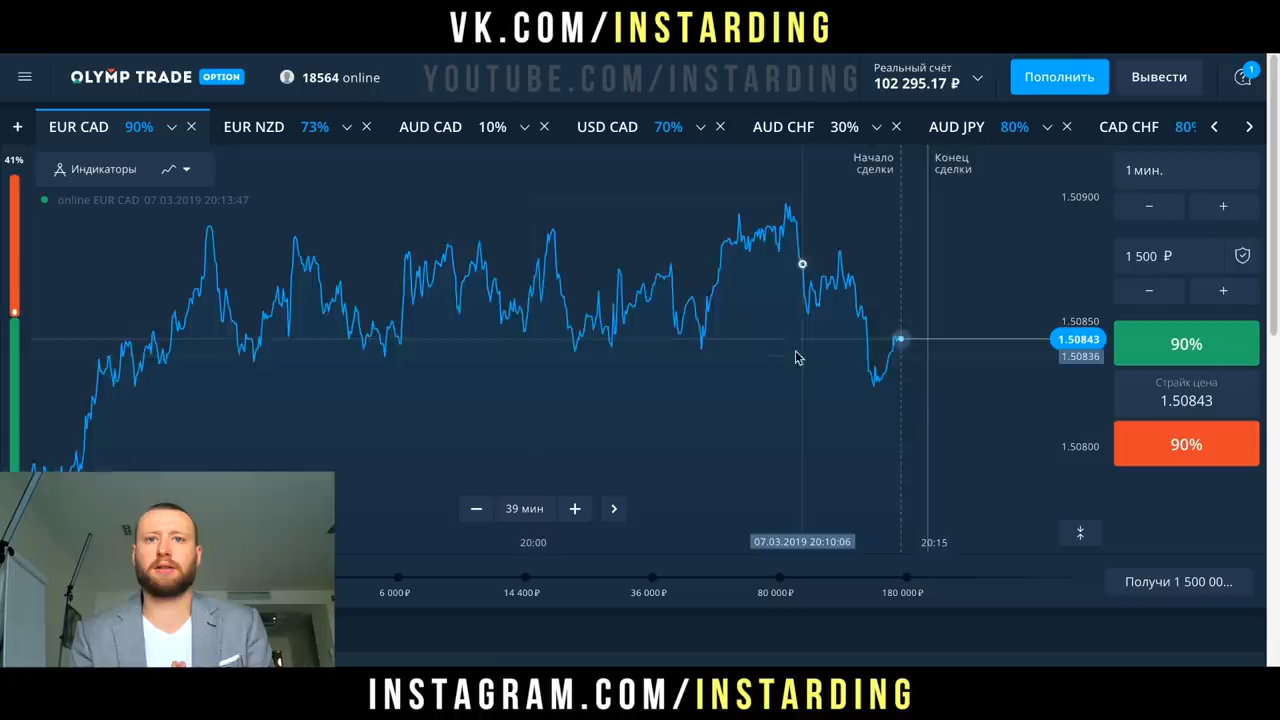 VK.COM/INSTARDING
OLYMP TRADE OPTION
18564 online
YOUTUBE.COM/INSTARDING
Реальный счёт
102 295.17 ₽
Пополнить
Вывести
1
+
EUR CAD 90%
EUR NZD 73%
AUD CAD 10%
USD CAD 70%
AUD CHF 30%
AUD JPY 80%
CAD CHF 80%
41%
Индикаторы
online EUR CAD 07.03.2019 20:13:47
Начало
сделки
Конец
сделки
1.50900
1.50850
1.50843
1.50836
1.50800
1 мин.
− +
1 500 ₽
− +
90%
Страйк цена
1.50843
90%
− 39 мин +
20:00
07.03.2019 20:10:06
20:15
6 000 ₽
14 400 ₽
36 000 ₽
80 000 ₽
180 000 ₽
Получи 1 500 00...
INSTAGRAM.COM/INSTARDING